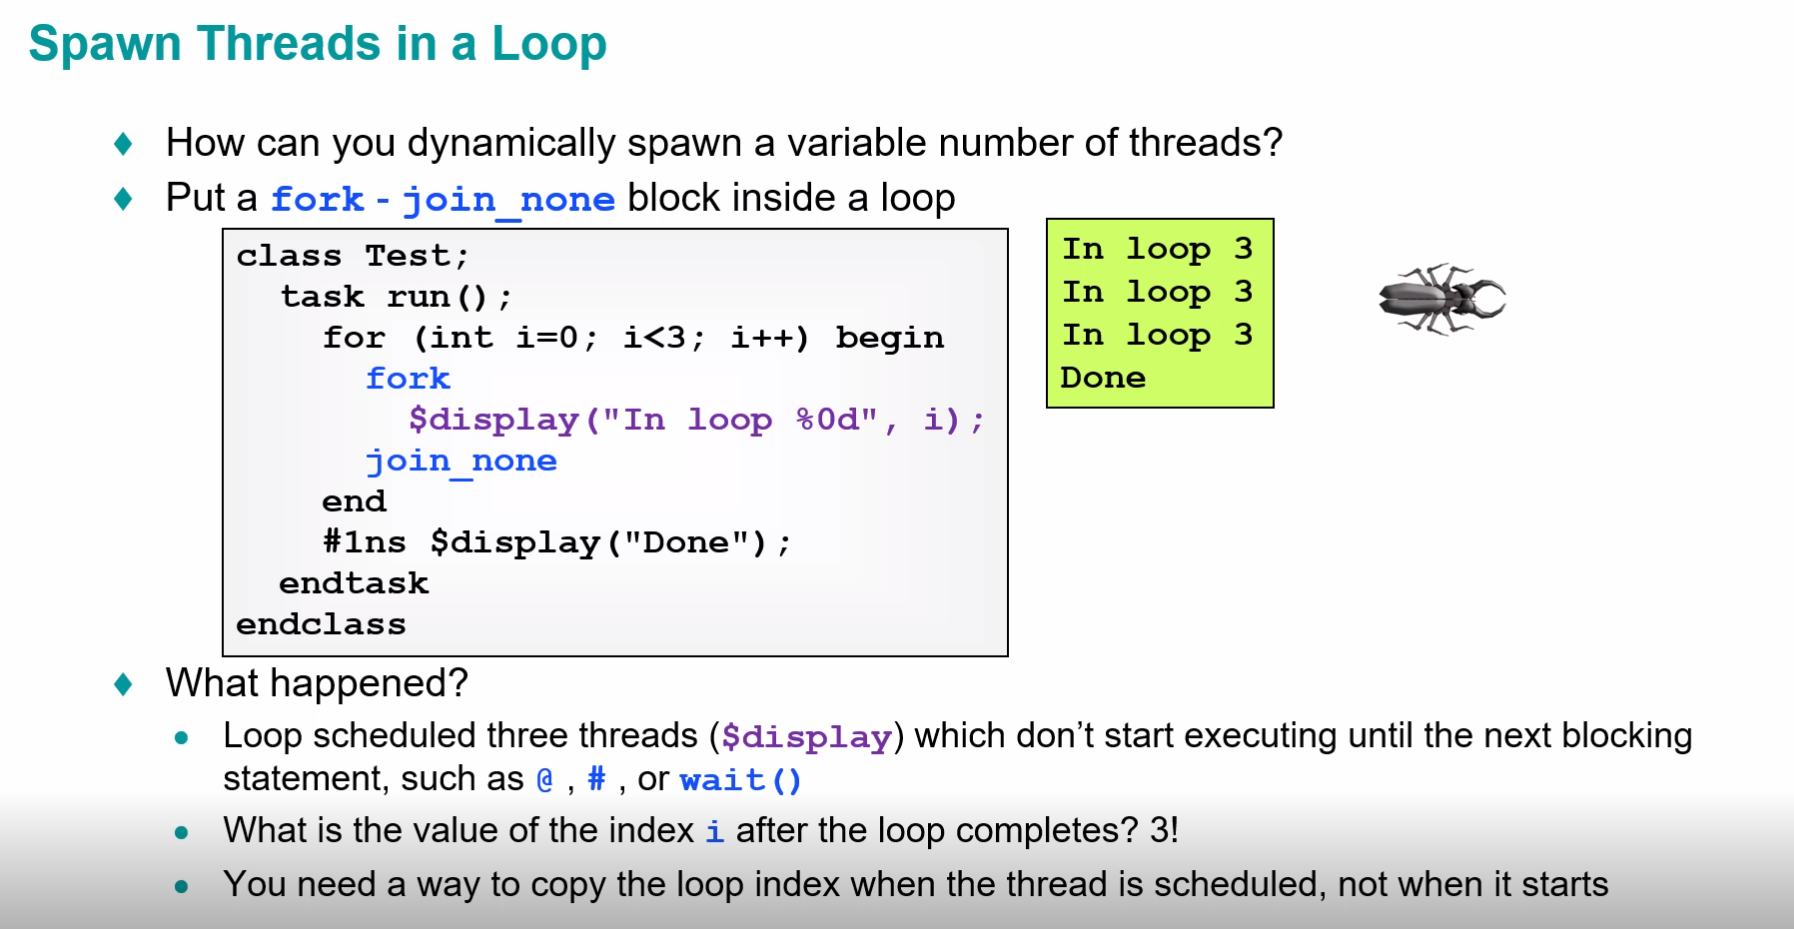 Spawn Threads in a Loop
How can you dynamically spawn a variable number of threads?
Put a fork - join_none block inside a loop
class Test;
  task run();
    for (int i=0; i<3; i++) begin
      fork
        $display("In loop %0d", i);
      join_none
    end
    #1ns $display("Done");
  endtask
endclass
In loop 3
In loop 3
In loop 3
Done
What happened?
Loop scheduled three threads ($display) which don’t start executing until the next blocking
statement, such as @ , # , or wait()
What is the value of the index i after the loop completes? 3!
You need a way to copy the loop index when the thread is scheduled, not when it starts